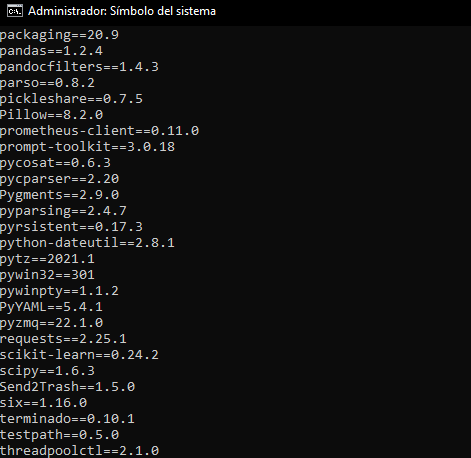 Administrador: Símbolo del sistema
packaging==20.9
pandas==1.2.4
pandocfilters==1.4.3
parso==0.8.2
pickleshare==0.7.5
Pillow==8.2.0
prometheus-client==0.11.0
prompt-toolkit==3.0.18
pycosat==0.6.3
pycparser==2.20
Pygments==2.9.0
pyparsing==2.4.7
pyrsistent==0.17.3
python-dateutil==2.8.1
pytz==2021.1
pywin32==301
pywinpty==1.1.2
PyYAML==5.4.1
pyzmq==22.1.0
requests==2.25.1
scikit-learn==0.24.2
scipy==1.6.3
Send2Trash==1.5.0
six==1.16.0
terminado==0.10.1
testpath==0.5.0
threadpoolctl==2.1.0